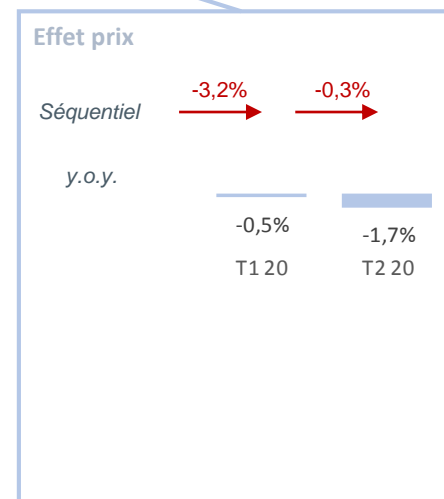 Effet prix
-3,2% -0,3%
Séquentiel
y.o.y.
-0,5% -1,7%
T1 20 T2 20